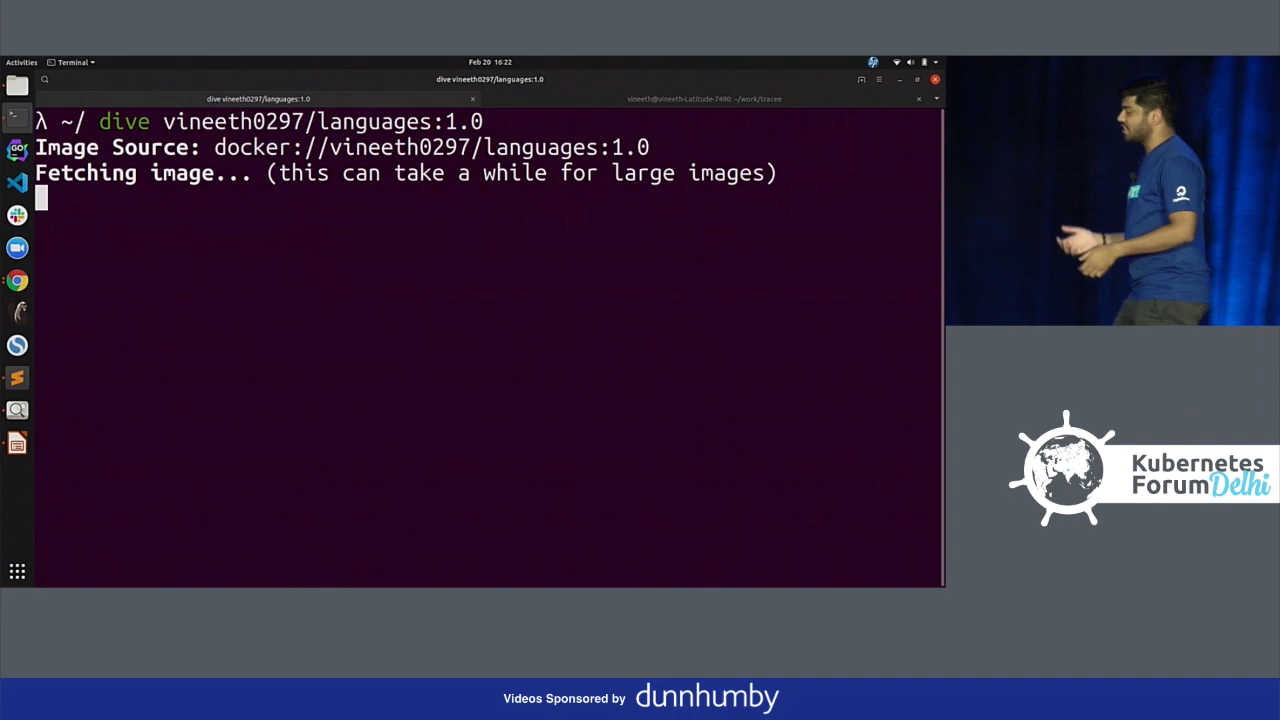 Activities
Terminal
Feb 20 16:22
dive vineeth0297/languages:1.0
dive vineeth0297/languages:1.0
vineeth@vineeth-Latitude-7490: ~/work/tracee
λ ~/ dive vineeth0297/languages:1.0
Image Source: docker://vineeth0297/languages:1.0
Fetching image... (this can take a while for large images)
GO
Kubernetes
Forum Delhi
Videos Sponsored by dunnhumby